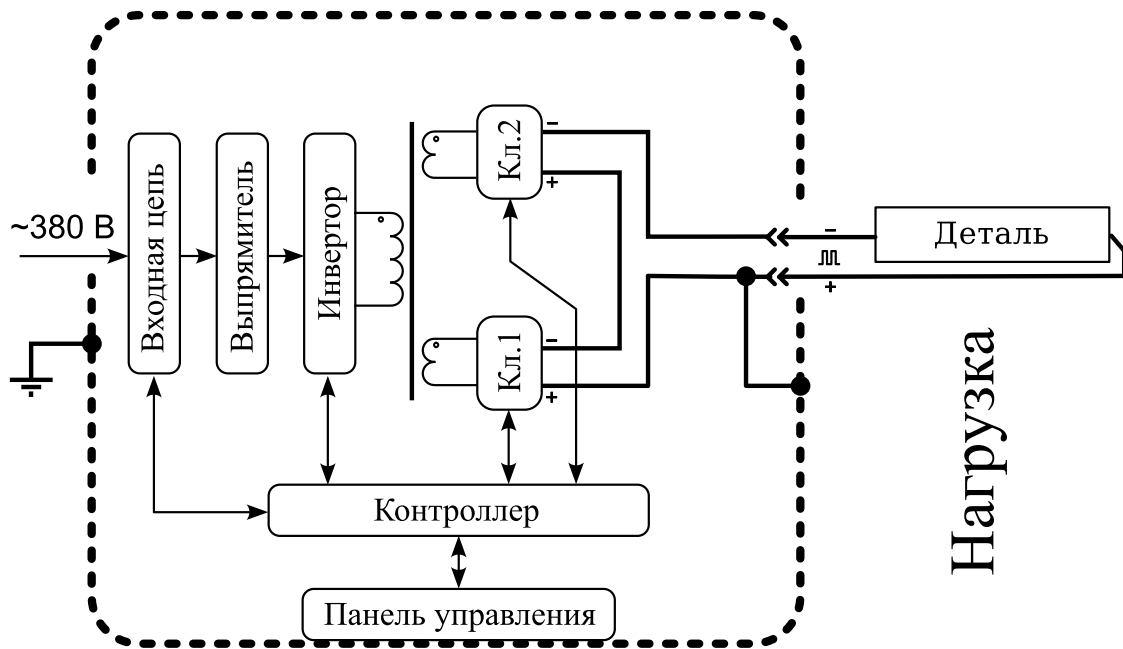 ~380 В
Входная цепь
Выпрямитель
Инвертор
Кл.2
−
+
Кл.1
−
+
−
+
Деталь
Нагрузка
Контроллер
Панель управления